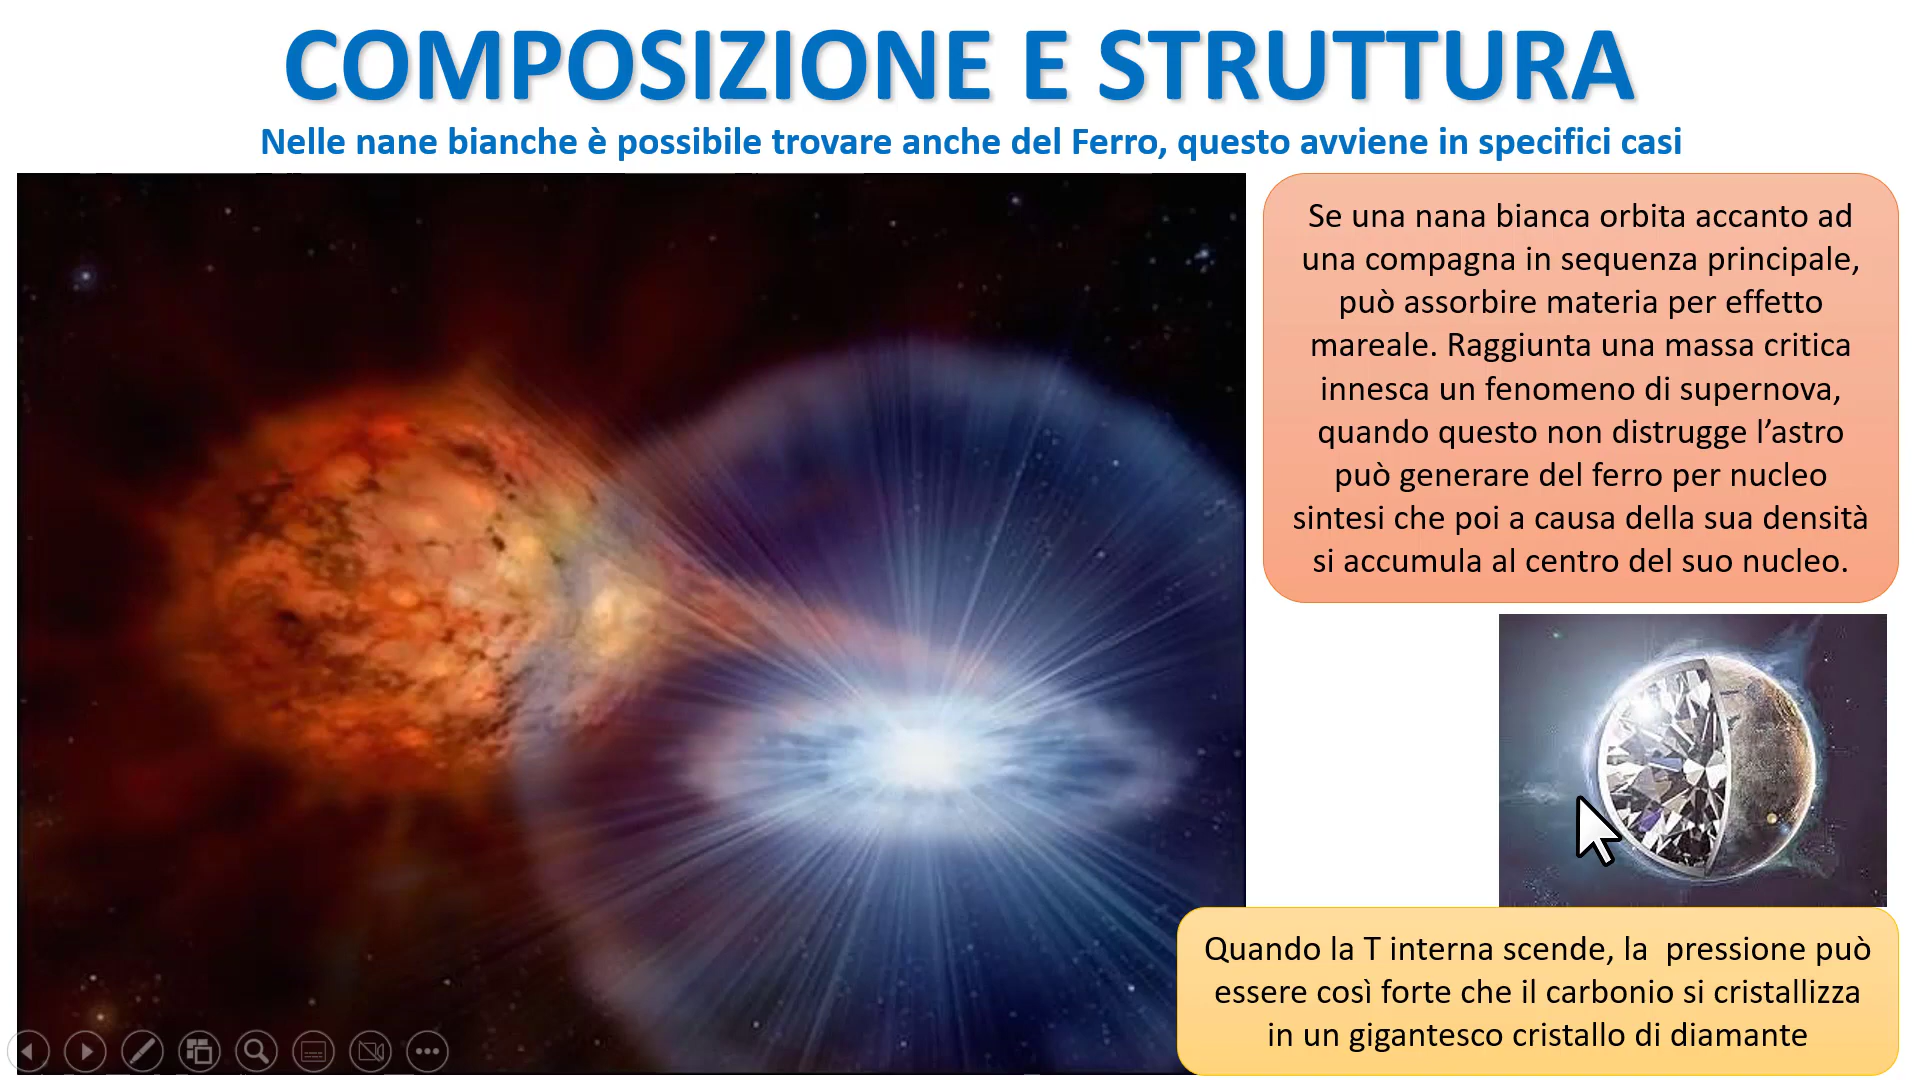 COMPOSIZIONE E STRUTTURA
Nelle nane bianche è possibile trovare anche del Ferro, questo avviene in specifici casi
Se una nana bianca orbita accanto ad
una compagna in sequenza principale,
può assorbire materia per effetto
mareale. Raggiunta una massa critica
innesca un fenomeno di supernova,
quando questo non distrugge l’astro
può generare del ferro per nucleo
sintesi che poi a causa della sua densità
si accumula al centro del suo nucleo.
Quando la T interna scende, la  pressione può
essere così forte che il carbonio si cristallizza
in un gigantesco cristallo di diamante